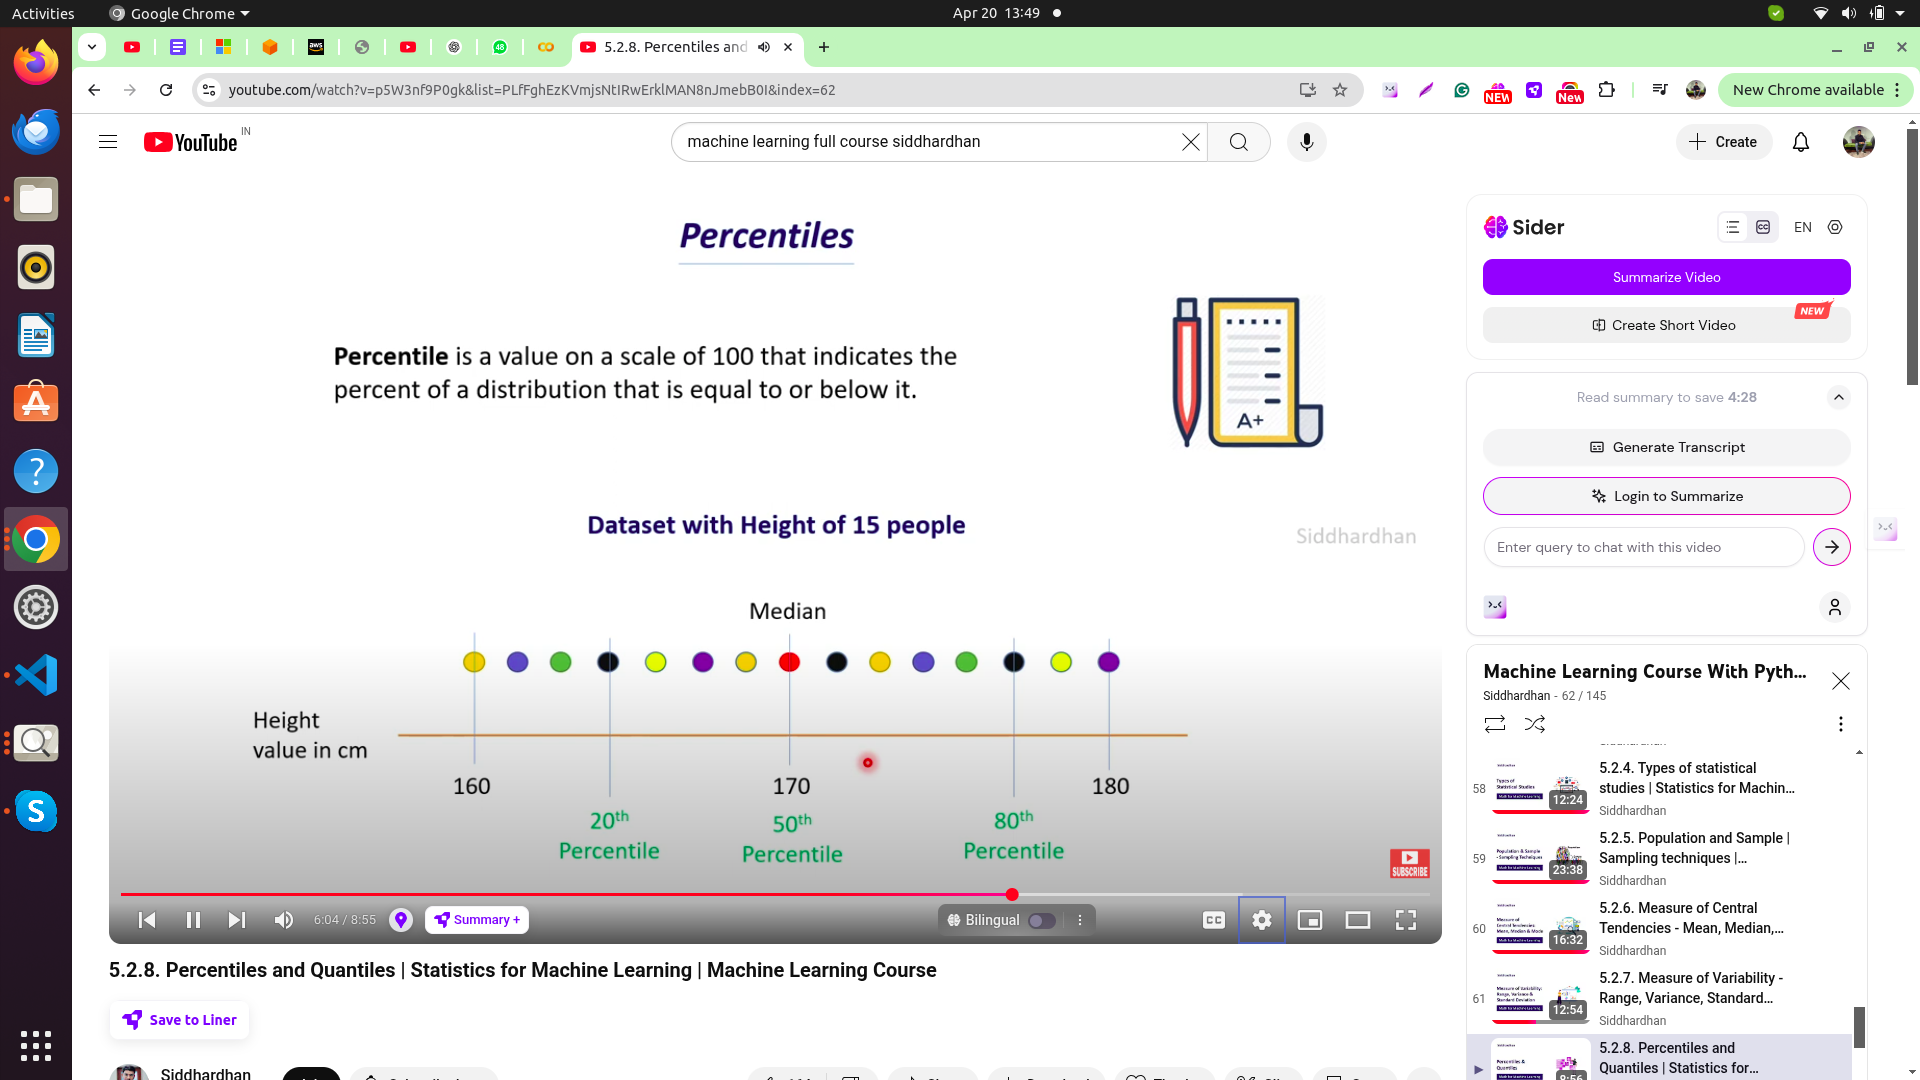 Activities
Google Chrome
Apr 20 13:49
48
aws
5.2.8. Percentiles and
youtube.com/watch?v=p5W3nf9P0gk&list=PLfFghEzKVmjsNtIRwErklMAN8nJmebB0I&index=62
NEW
New
New Chrome available
YouTube
IN
machine learning full course siddhardhan
Create
Percentiles
Percentile is a value on a scale of 100 that indicates the
percent of a distribution that is equal to or below it.
A+
Dataset with Height of 15 people
Siddhardhan
Median
Height
value in cm
160
170
180
20th
Percentile
50th
Percentile
80th
Percentile
SUBSCRIBE
6:04 / 8:55
Summary +
Bilingual
CC
5.2.8. Percentiles and Quantiles | Statistics for Machine Learning | Machine Learning Course
Save to Liner
Siddhardhan
Sider
EN
Summarize Video
NEW
Create Short Video
Read summary to save 4:28
Generate Transcript
Login to Summarize
Enter query to chat with this video
Machine Learning Course With Pyth...
Siddhardhan - 62 / 145
58
12:24
5.2.4. Types of statistical
studies | Statistics for Machin...
Siddhardhan
59
23:38
5.2.5. Population and Sample |
Sampling techniques |...
Siddhardhan
60
16:32
5.2.6. Measure of Central
Tendencies - Mean, Median,...
Siddhardhan
61
12:54
5.2.7. Measure of Variability -
Range, Variance, Standard...
Siddhardhan
8:56
5.2.8. Percentiles and
Quantiles | Statistics for...